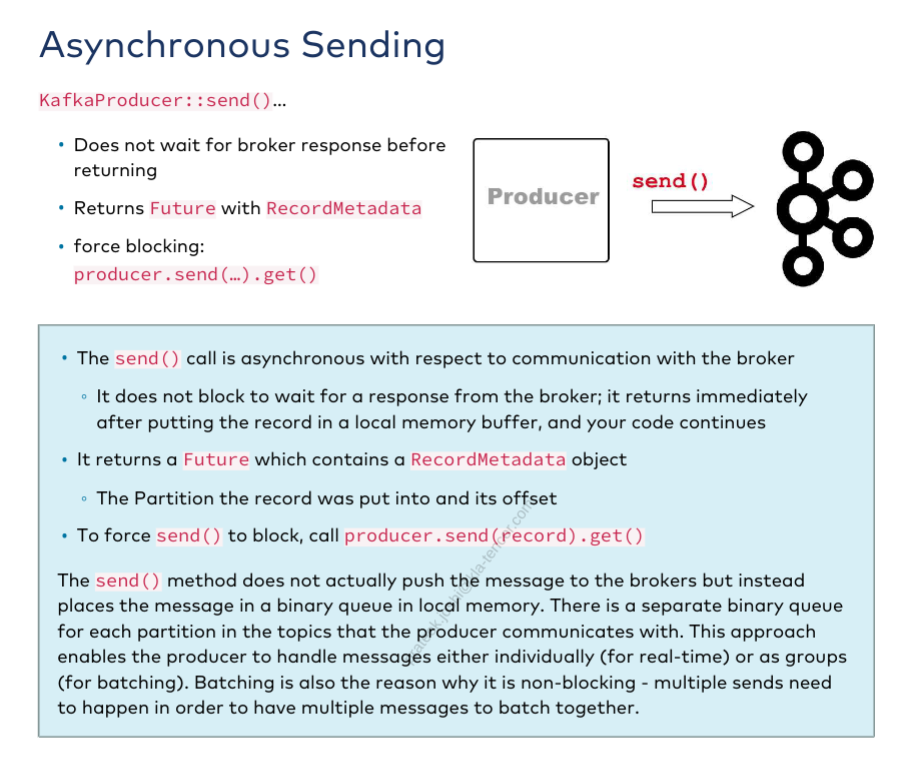 Asynchronous Sending
KafkaProducer::send()…
• Does not wait for broker response before
returning
• Returns Future with RecordMetadata
• force blocking:
producer.send(…).get()
Producer
send()
• The send() call is asynchronous with respect to communication with the broker
◦ It does not block to wait for a response from the broker; it returns immediately
after putting the record in a local memory buffer, and your code continues
• It returns a Future which contains a RecordMetadata object
◦ The Partition the record was put into and its offset
• To force send() to block, call producer.send(record).get()
The send() method does not actually push the message to the brokers but instead
places the message in a binary queue in local memory. There is a separate binary queue
for each partition in the topics that the producer communicates with. This approach
enables the producer to handle messages either individually (for real-time) or as groups
(for batching). Batching is also the reason why it is non-blocking - multiple sends need
to happen in order to have multiple messages to batch together.